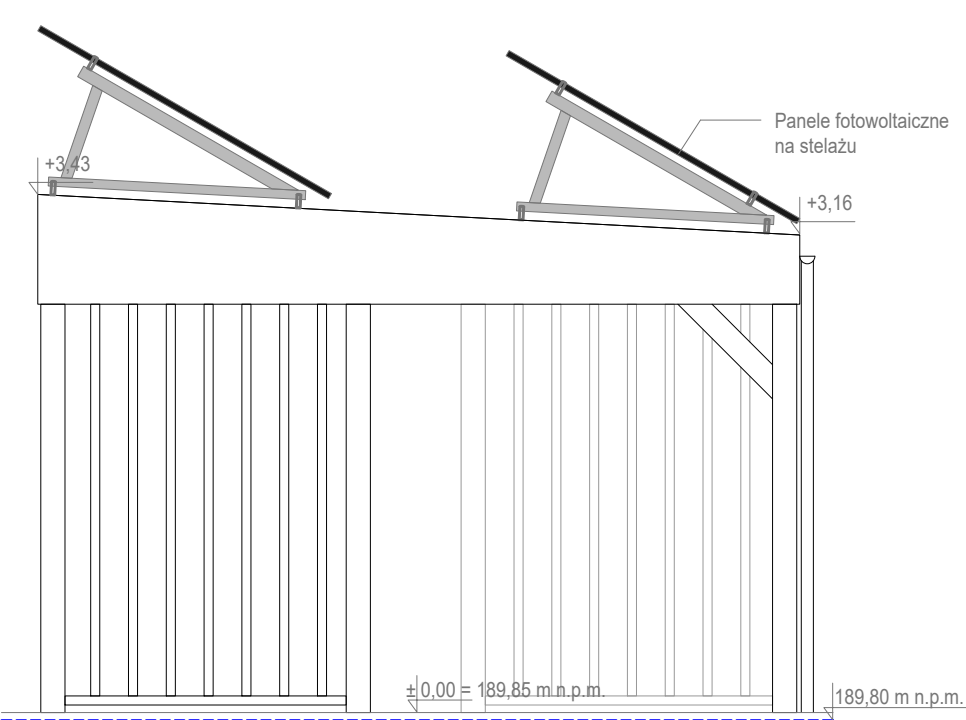 Panele fotowoltaiczne
na stelażu
+3,43
+3,16
± 0,00 = 189,85 m n.p.m.
189,80 m n.p.m.